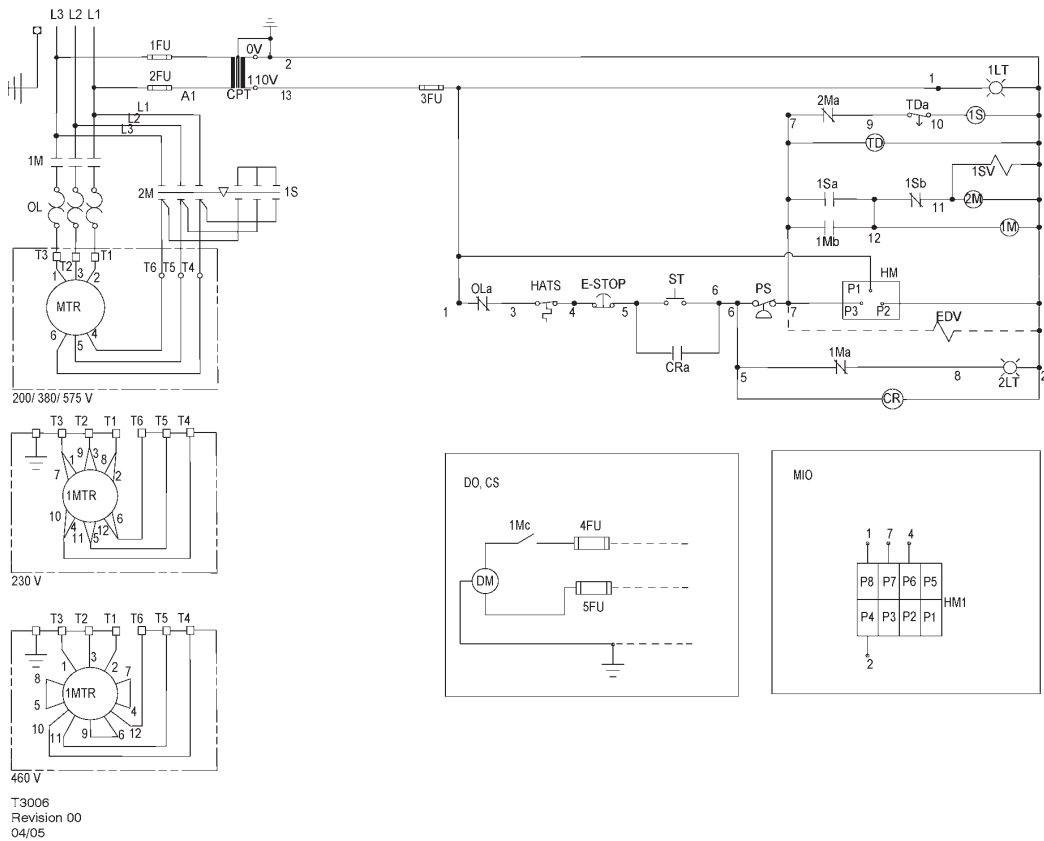 L3 L2 L1
1FU
0V
2
2FU
A1
110V
CPT
13
3FU
1
1LT
L1
L2
L3
2Ma
TDa
7
9
10
1S
TD
1M
2M
1S
1SV
OL
1Sa
1Sb
11
2M
1Mb
12
1M
T3 T2 T1
T6 T5 T4
1 3 2
MTR
6 5 4
OLa
HATS
E-STOP
ST
6
PS
HM
P1
P3 P2
1
3
4
5
6
7
CRa
EDV
1Ma
5
8
2LT
2
CR
200/ 380/ 575 V
T3 T2 T1 T6 T5 T4
1 9 3 8
7 2
1MTR
10 6
4 12
11 5
230 V
T3 T2 T1 T6 T5 T4
1 3 2
8 7
1MTR
5 4
10 12
11 9 6
460 V
DO, CS
1Mc
4FU
DM
5FU
MIO
1 7 4
P8 P7 P6 P5
HM1
P4 P3 P2 P1
2
T3006
Revision 00
04/05